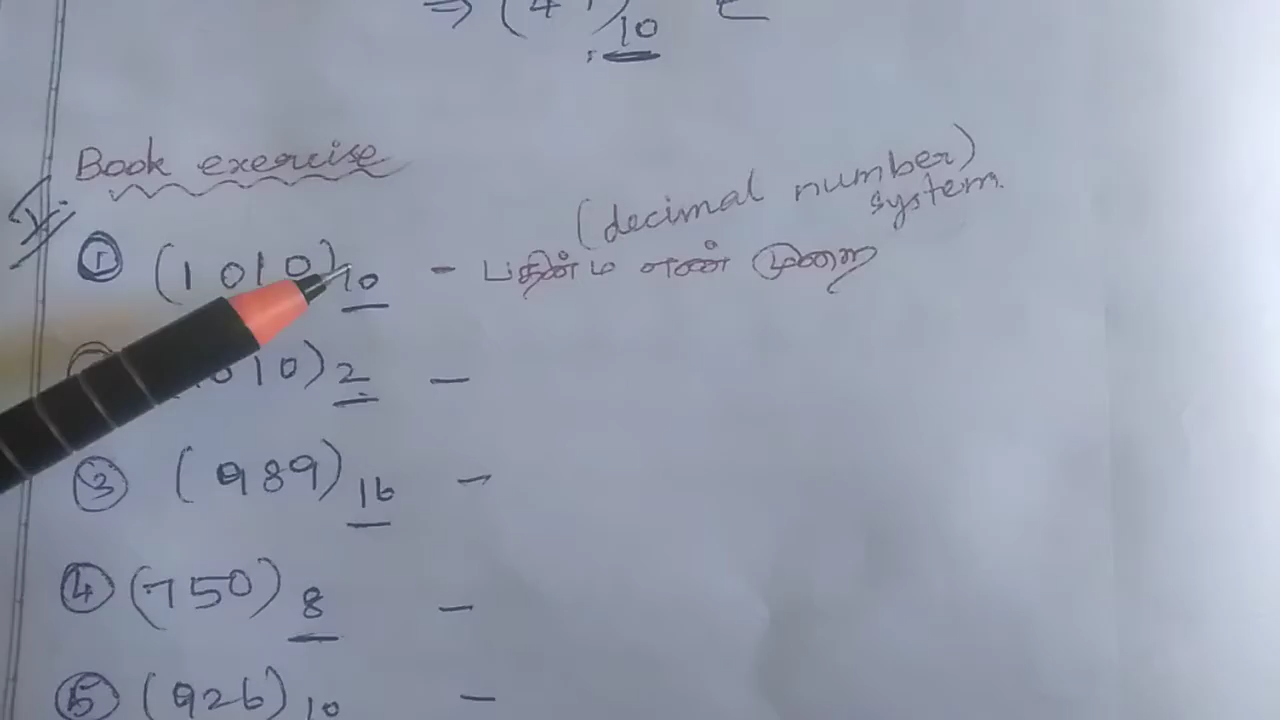 ⇒ (4 )10
Book exercise
I.
① (1010)10 - பதின்ம எண் முறை (decimal number system)
010)2 -
③ (989)16 -
④ (750)8 -
⑤ (926)10 -